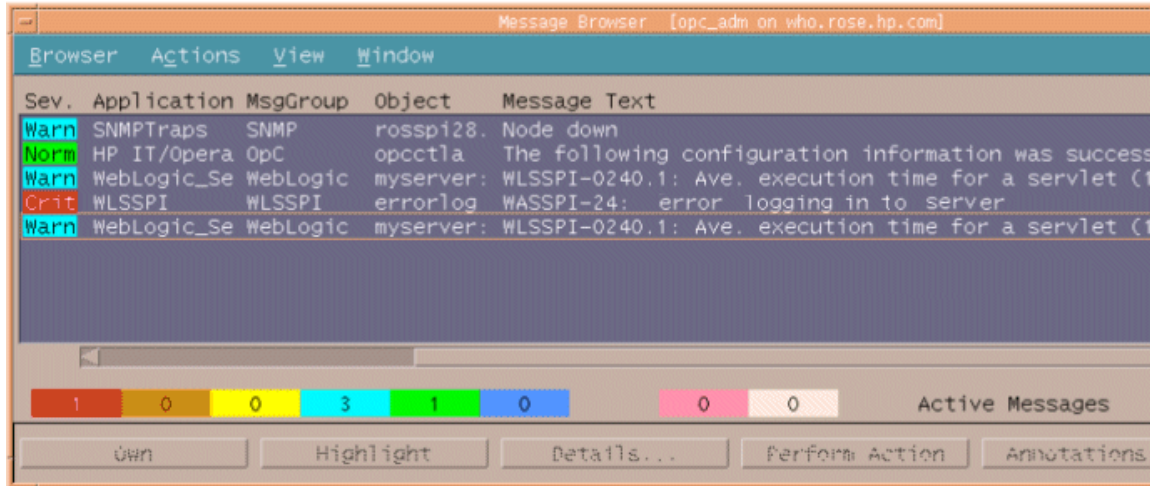 Message Browser [opc_adm on who.rose.hp.com]
Browser Actions View Window
Sev. Application MsgGroup Object Message Text
Warn SNMPTraps SNMP rosspi28. Node down
Norm HP IT/Opera OpC opcctla The following configuration information was success
Warn WebLogic_Se WebLogic myserver: WLSSPI-0240.1: Ave. execution time for a servlet (1
Crit WLSSPI WLSSPI errorlog WASSPI-24: error logging in to server
Warn WebLogic_Se WebLogic myserver: WLSSPI-0240.1: Ave. execution time for a servlet (1
1 0 0 3 1 0 0 0 Active Messages
Own Highlight Details... Perform Action Annotations